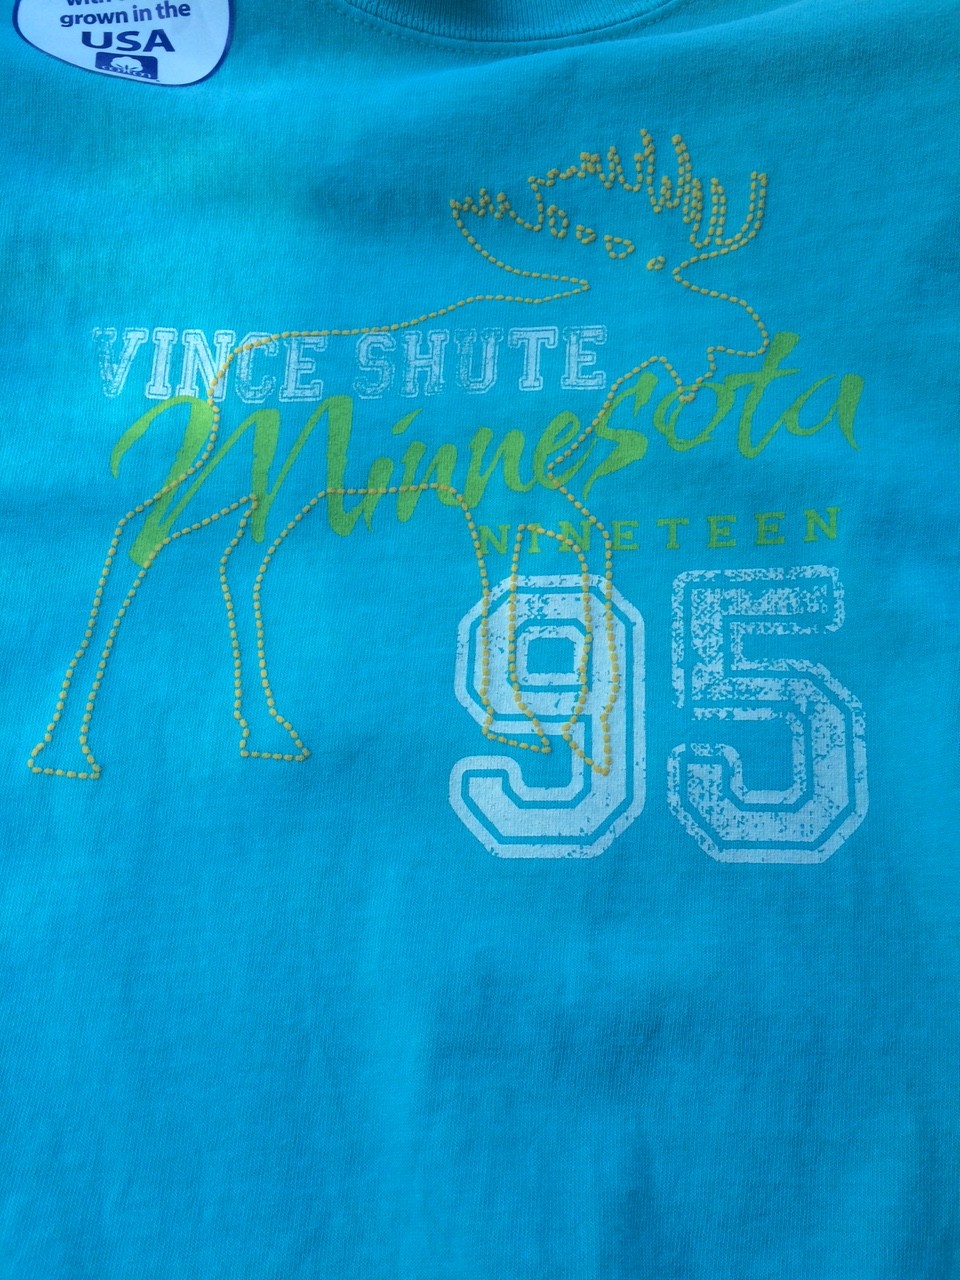 grown in the
USA
VINCE SHUTE
Minnesota
NINETEEN
95